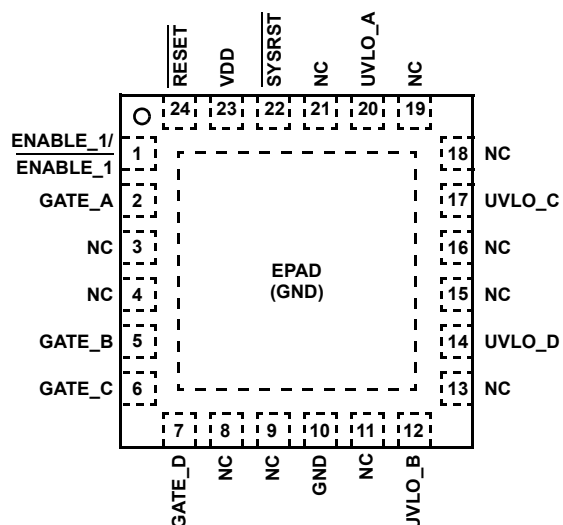 RESET
VDD
SYSRST
NC
UVLO_A
NC
24
23
22
21
20
19
ENABLE_1/
ENABLE_1
1
18
NC
GATE_A
2
17
UVLO_C
NC
3
16
NC
EPAD
(GND)
NC
4
15
NC
GATE_B
5
14
UVLO_D
GATE_C
6
13
NC
7
8
9
10
11
12
GATE_D
NC
NC
GND
NC
UVLO_B